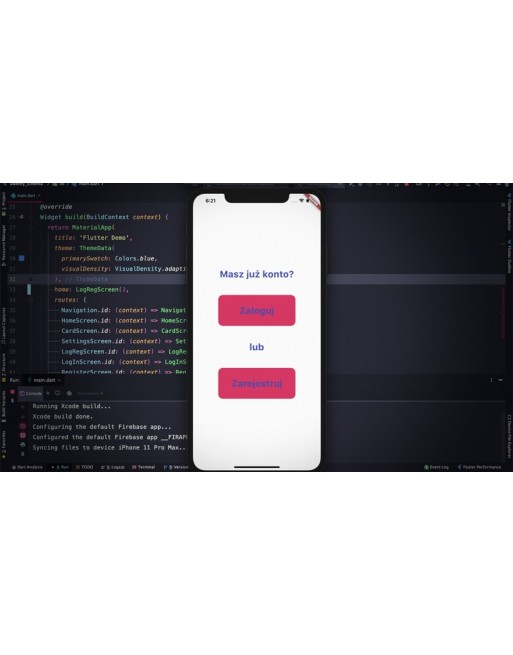 main.dart
@override
Widget build(BuildContext context) {
return MaterialApp(
title: 'Flutter Demo',
theme: ThemeData(
primarySwatch: Colors.blue,
visualDensity: VisualDensity.adapti
), // ThemeData
home: LogRegScreen(),
routes: {
Navigation.id: (context) => Navigat
HomeScreen.id: (context) => HomeScr
CardScreen.id: (context) => CardScr
SettingsScreen.id: (context) => Set
LogRegScreen.id: (context) => LogRe
LogInScreen.id: (context) => LogInS
RegisterScreen.id: (context) => Reg
6:21
Masz już konto?
Zaloguj
lub
Zarejestruj
Run: main.dart
Console
Running Xcode build...
Xcode build done.
Configuring the default Firebase app...
Configured the default Firebase app __FIRAP
Syncing files to device iPhone 11 Pro Max..
Dart Analysis
Run
TODO
Logcat
Terminal
Version
Event Log
Flutter Performance